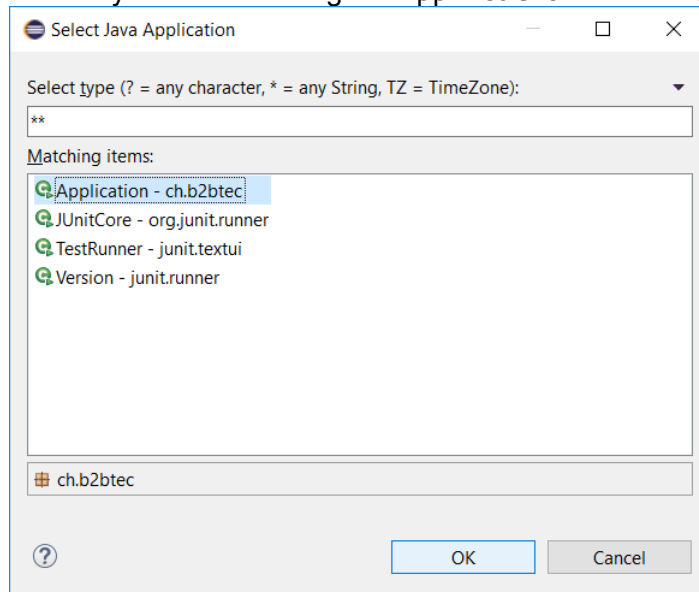 Select Java Application
Select type (? = any character, * = any String, TZ = TimeZone):
**
Matching items:
Application - ch.b2btec
JUnitCore - org.junit.runner
TestRunner - junit.textui
Version - junit.runner
ch.b2btec
?
OK
Cancel